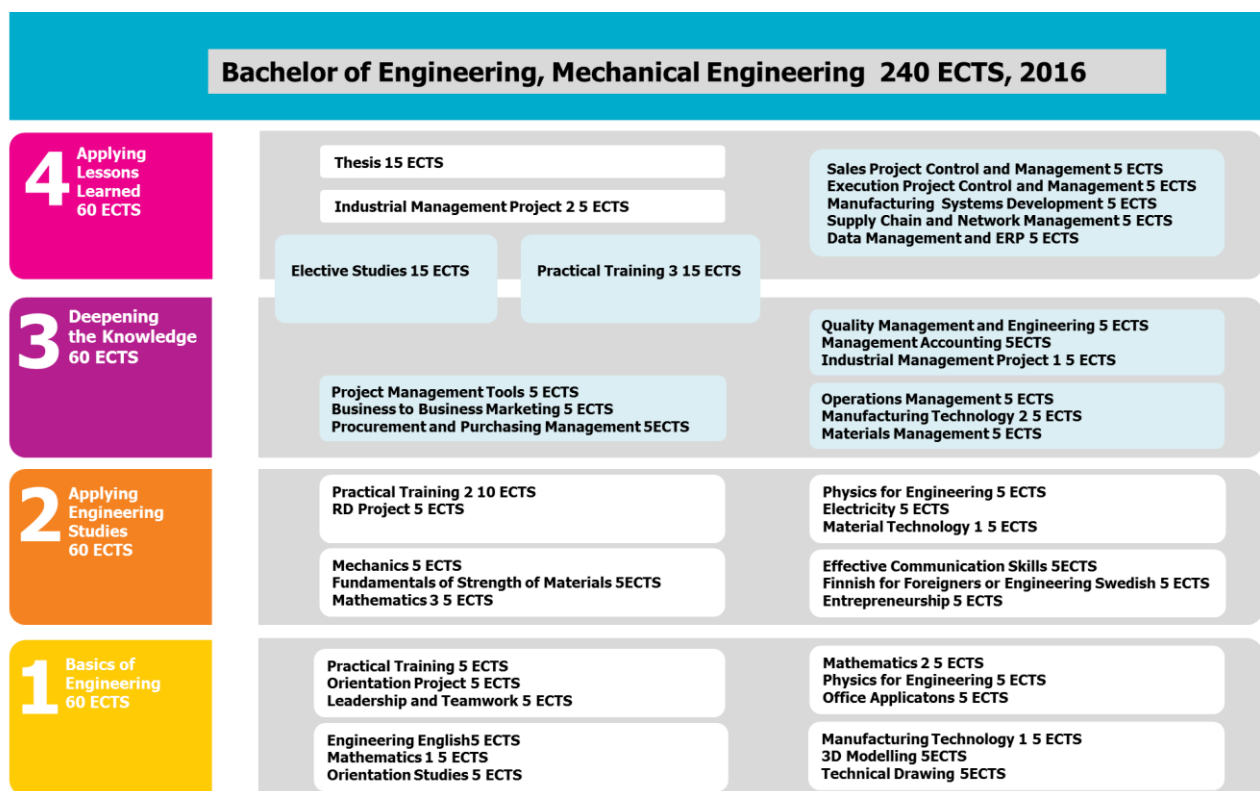 Bachelor of Engineering, Mechanical Engineering 240 ECTS, 2016
4
Applying
Lessons
Learned
60 ECTS
Thesis 15 ECTS
Industrial Management Project 2 5 ECTS
Sales Project Control and Management 5 ECTS
Execution Project Control and Management 5 ECTS
Manufacturing Systems Development 5 ECTS
Supply Chain and Network Management 5 ECTS
Data Management and ERP 5 ECTS
Elective Studies 15 ECTS
Practical Training 3 15 ECTS
3
Deepening
the Knowledge
60 ECTS
Quality Management and Engineering 5 ECTS
Management Accounting 5ECTS
Industrial Management Project 1 5 ECTS
Project Management Tools 5 ECTS
Business to Business Marketing 5 ECTS
Procurement and Purchasing Management 5ECTS
Operations Management 5 ECTS
Manufacturing Technology 2 5 ECTS
Materials Management 5 ECTS
2
Applying
Engineering
Studies
60 ECTS
Practical Training 2 10 ECTS
RD Project 5 ECTS
Physics for Engineering 5 ECTS
Electricity 5 ECTS
Material Technology 1 5 ECTS
Mechanics 5 ECTS
Fundamentals of Strength of Materials 5ECTS
Mathematics 3 5 ECTS
Effective Communication Skills 5ECTS
Finnish for Foreigners or Engineering Swedish 5 ECTS
Entrepreneurship 5 ECTS
1
Basics of
Engineering
60 ECTS
Practical Training 5 ECTS
Orientation Project 5 ECTS
Leadership and Teamwork 5 ECTS
Mathematics 2 5 ECTS
Physics for Engineering 5 ECTS
Office Applicatons 5 ECTS
Engineering English5 ECTS
Mathematics 1 5 ECTS
Orientation Studies 5 ECTS
Manufacturing Technology 1 5 ECTS
3D Modelling 5ECTS
Technical Drawing 5ECTS